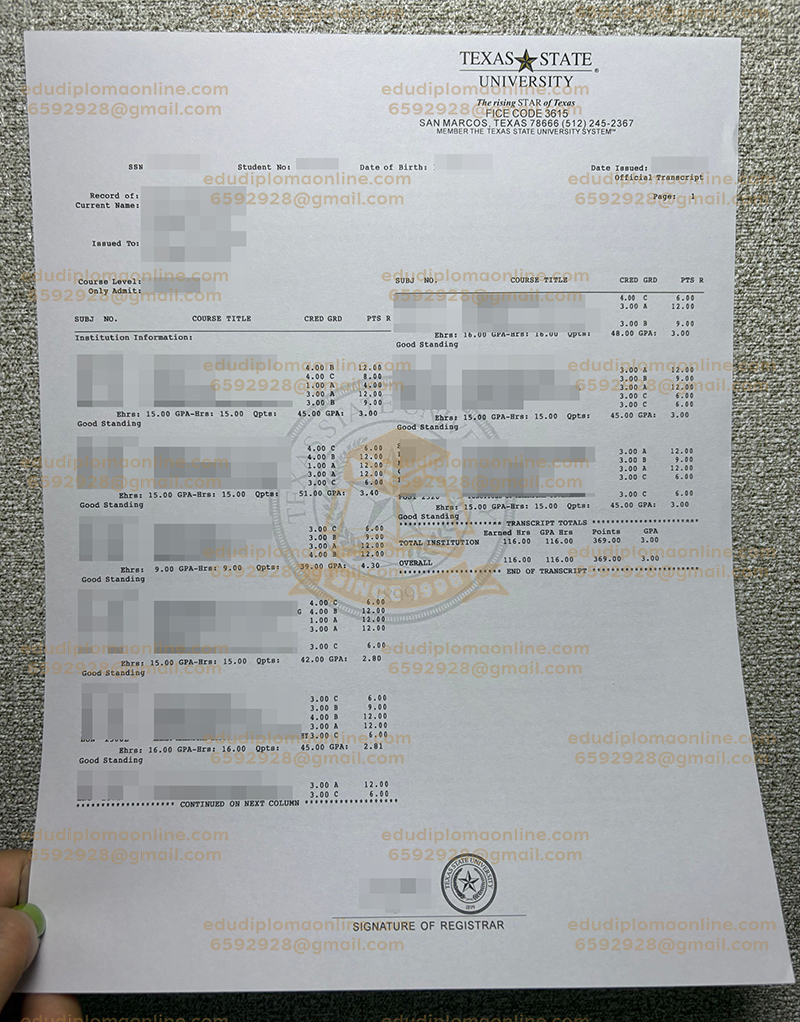 TEXAS STATE
UNIVERSITY
The rising STAR of Texas
FICE CODE 3615
SAN MARCOS, TEXAS 78666 (512) 245-2367
MEMBER THE TEXAS STATE UNIVERSITY SYSTEM℠
SSN Student No: Date of Birth: Date Issued:
Official Transcript
Page: 1
Record of:
Current Name:
Issued To:
Course Level:
Only Admit:
SUBJ NO. COURSE TITLE CRED GRD PTS R
Institution Information:
4.00 B 12.00
4.00 C 8.00
1.00 A 4.00
3.00 A 12.00
3.00 B 9.00
Ehrs: 15.00 GPA-Hrs: 15.00 Qpts: 45.00 GPA: 3.00
Good Standing
4.00 C 6.00
4.00 B 12.00
1.00 A 12.00
3.00 A 12.00
3.00 C 6.00
Ehrs: 15.00 GPA-Hrs: 15.00 Qpts: 51.00 GPA: 3.40
Good Standing
3.00 C 6.00
3.00 B 9.00
3.00 A 12.00
4.00 B 12.00
Ehrs: 9.00 GPA-Hrs: 9.00 Qpts: 39.00 GPA: 4.30
Good Standing
4.00 C 6.00
G 4.00 B 12.00
1.00 A 12.00
3.00 A 12.00
3.00 C 6.00
Ehrs: 15.00 GPA-Hrs: 15.00 Qpts: 42.00 GPA: 2.80
Good Standing
3.00 C 6.00
3.00 B 9.00
4.00 B 12.00
3.00 A 12.00
3.00 C 6.00
Ehrs: 16.00 GPA-Hrs: 16.00 Qpts: 45.00 GPA: 2.81
Good Standing
3.00 A 12.00
3.00 C 6.00
******************* CONTINUED ON NEXT COLUMN ******************
SUBJ NO. COURSE TITLE CRED GRD PTS R
4.00 C 6.00
3.00 A 12.00
3.00 B 9.00
Ehrs: 16.00 GPA-Hrs: 16.00 Qpts: 48.00 GPA: 3.00
Good Standing
3.00 A 12.00
3.00 B 9.00
3.00 A 12.00
3.00 C 6.00
3.00 C 6.00
Ehrs: 15.00 GPA-Hrs: 15.00 Qpts: 45.00 GPA: 3.00
Good Standing
3.00 A 12.00
3.00 B 9.00
3.00 A 12.00
3.00 C 6.00
3.00 C 6.00
Ehrs: 15.00 GPA-Hrs: 15.00 Qpts: 45.00 GPA: 3.00
Good Standing
******************** TRANSCRIPT TOTALS ********************
Earned Hrs GPA Hrs Points GPA
TOTAL INSTITUTION 116.00 116.00 369.00 3.00
OVERALL 116.00 116.00 369.00 3.00
******************** END OF TRANSCRIPT ********************
TEXAS STATE UNIVERSITY
SIGNATURE OF REGISTRAR
edudiplomaonline.com
6592928@gmail.com